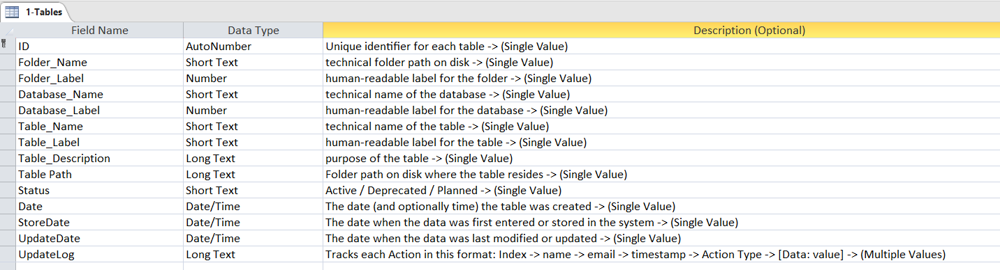 1-Tables
Field Name Data Type Description (Optional)
ID AutoNumber Unique identifier for each table -> (Single Value)
Folder_Name Short Text technical folder path on disk -> (Single Value)
Folder_Label Number human-readable label for the folder -> (Single Value)
Database_Name Short Text technical name of the database -> (Single Value)
Database_Label Number human-readable label for the database -> (Single Value)
Table_Name Short Text technical name of the table -> (Single Value)
Table_Label Short Text human-readable label for the table -> (Single Value)
Table_Description Long Text purpose of the table -> (Single Value)
Table Path Long Text Folder path on disk where the table resides -> (Single Value)
Status Short Text Active / Deprecated / Planned -> (Single Value)
Date Date/Time The date (and optionally time) the table was created -> (Single Value)
StoreDate Date/Time The date when the data was first entered or stored in the system -> (Single Value)
UpdateDate Date/Time The date when the data was last modified or updated -> (Single Value)
UpdateLog Long Text Tracks each Action in this format: Index -> name -> email -> timestamp -> Action Type -> [Data: value] -> (Multiple Values)